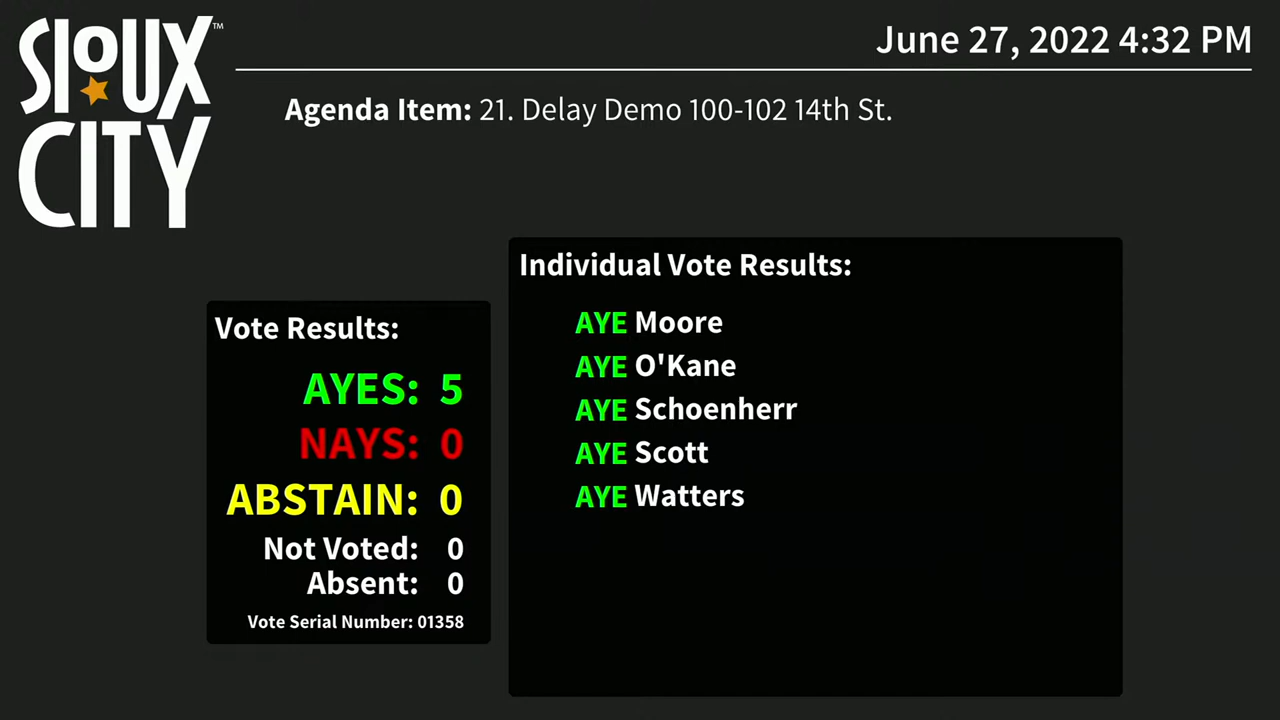 SIOUX
CITY™
June 27, 2022 4:32 PM
Agenda Item: 21. Delay Demo 100-102 14th St.
Vote Results:
AYES: 5
NAYS: 0
ABSTAIN: 0
Not Voted: 0
Absent: 0
Vote Serial Number: 01358
Individual Vote Results:
AYE Moore
AYE O'Kane
AYE Schoenherr
AYE Scott
AYE Watters